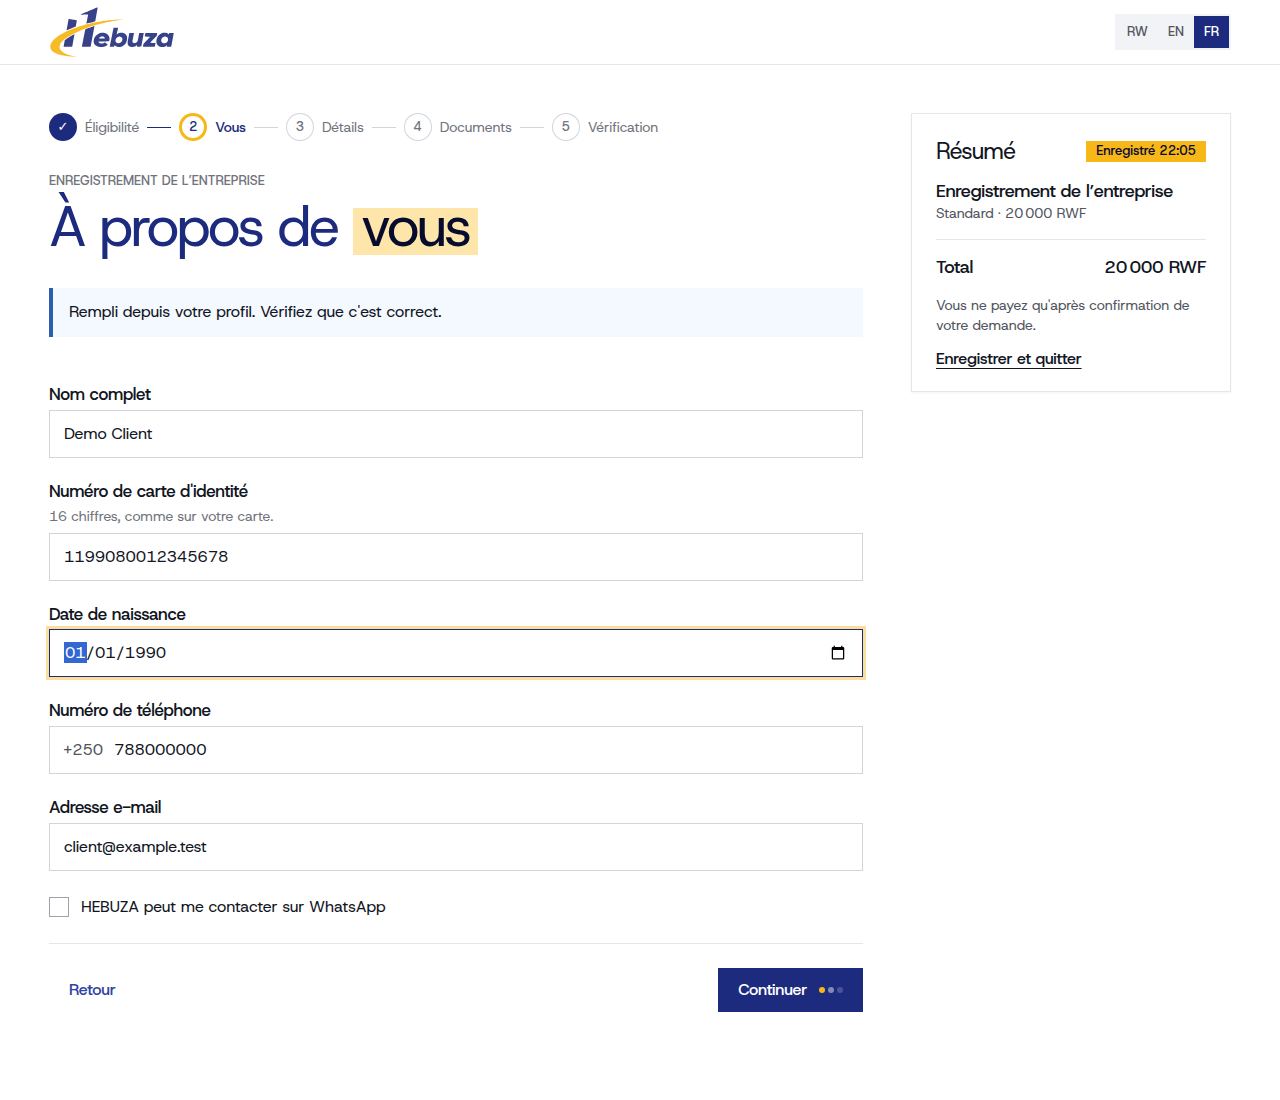 Hebuza
RW EN FR
✓ Éligibilité 2 Vous 3 Détails 4 Documents 5 Vérification
ENREGISTREMENT DE L'ENTREPRISE
À propos de vous
Rempli depuis votre profil. Vérifiez que c'est correct.
Nom complet
Demo Client
Numéro de carte d'identité
16 chiffres, comme sur votre carte.
1199080012345678
Date de naissance
01/01/1990
Numéro de téléphone
+250 788000000
Adresse e-mail
client@example.test
HEBUZA peut me contacter sur WhatsApp
Retour
Continuer
Résumé
Enregistré 22:05
Enregistrement de l'entreprise
Standard · 20 000 RWF
Total 20 000 RWF
Vous ne payez qu'après confirmation de
votre demande.
Enregistrer et quitter